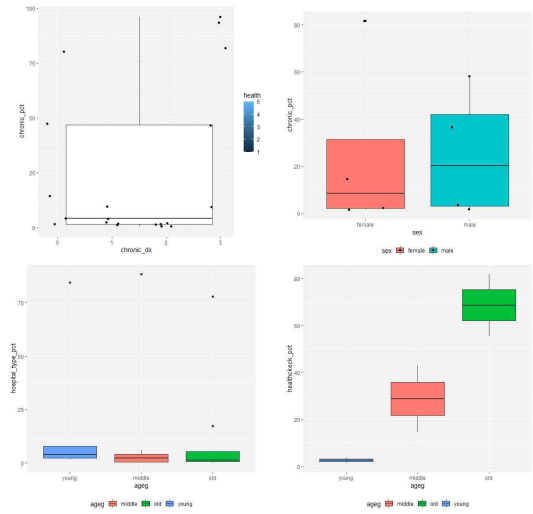 100-
75-
50-
25-
0-
chronic_pct
0
1
2
3
chronic_dx
health
5
4
3
2
1
80-
60-
40-
20-
0-
chronic_pct
female
male
sex
sex female male
75-
50-
25-
0-
hospital_type_pct
young
middle
old
ageg
ageg middle old young
80-
60-
40-
20-
0-
healthckeck_pct
young
middle
old
ageg
ageg middle old young